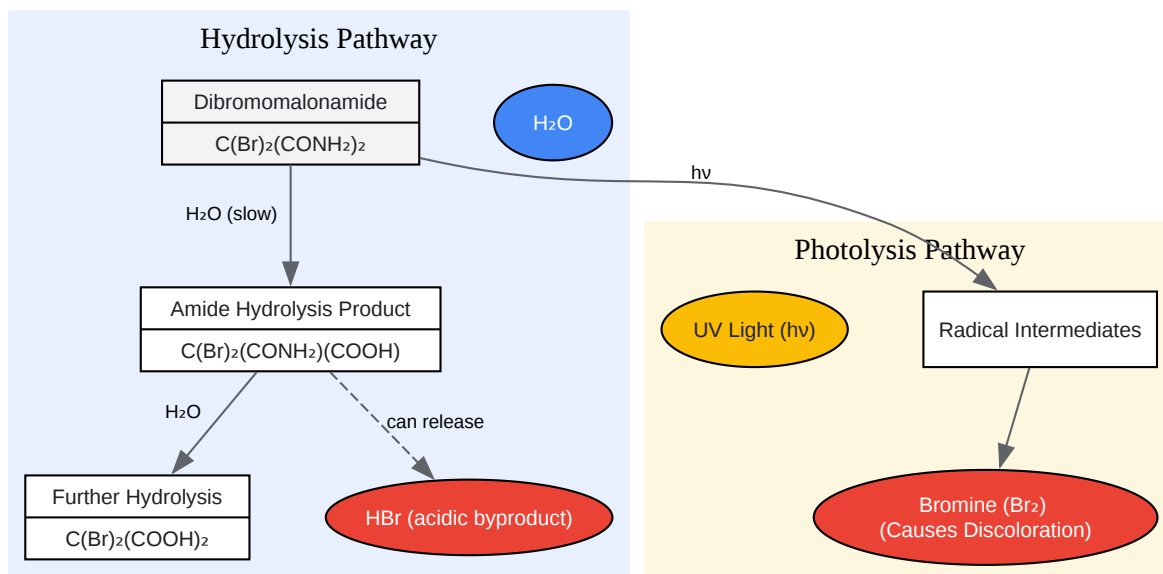 Hydrolysis Pathway
Dibromomalonamide
C(Br)₂(CONH₂)₂
H₂O
hν
H₂O (slow)
Photolysis Pathway
Amide Hydrolysis Product
C(Br)₂(CONH₂)(COOH)
UV Light (hν)
Radical Intermediates
H₂O
can release
Further Hydrolysis
C(Br)₂(COOH)₂
HBr (acidic byproduct)
Bromine (Br₂)
(Causes Discoloration)